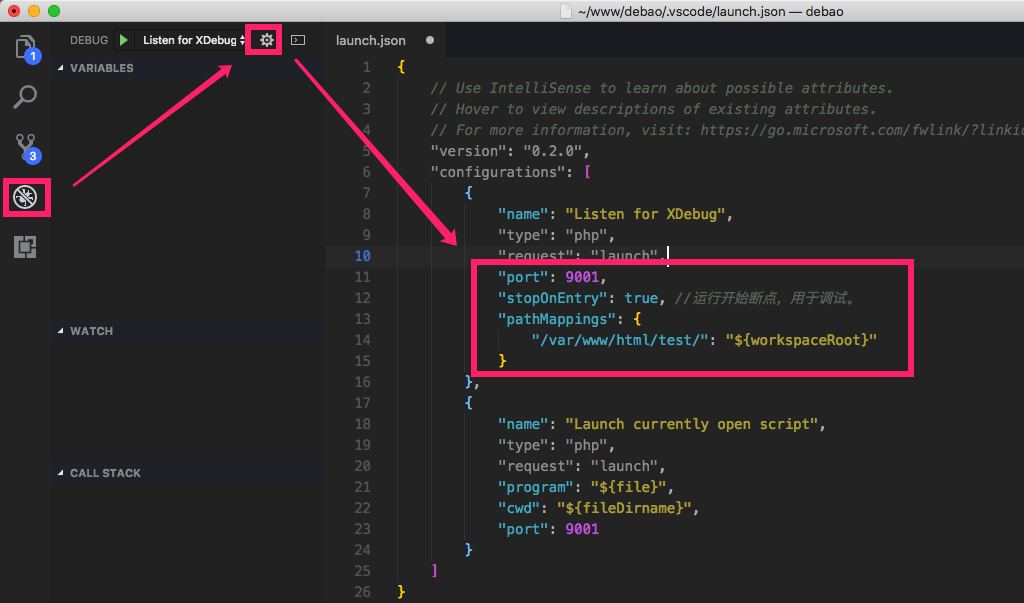 ~/www/debao/.vscode/launch.json — debao
1
3
DEBUG
Listen for XDebug
VARIABLES
WATCH
CALL STACK
launch.json
1 {
2 // Use IntelliSense to learn about possible attributes.
3 // Hover to view descriptions of existing attributes.
4 // For more information, visit: https://go.microsoft.com/fwlink/?linkid
5 "version": "0.2.0",
6 "configurations": [
7 {
8 "name": "Listen for XDebug",
9 "type": "php",
10 "request": "launch",
11 "port": 9001,
12 "stopOnEntry": true, //运行开始断点，用于调试。
13 "pathMappings": {
14 "/var/www/html/test/": "${workspaceRoot}"
15 }
16 },
17 {
18 "name": "Launch currently open script",
19 "type": "php",
20 "request": "launch",
21 "program": "${file}",
22 "cwd": "${fileDirname}",
23 "port": 9001
24 }
25 ]
26 }